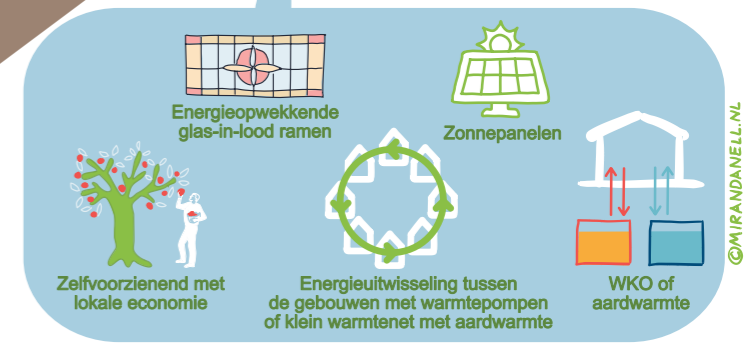 Energieopwekkende
glas-in-lood ramen
Zonnepanelen
Zelfvoorzienend met
lokale economie
Energieuitwisseling tussen
de gebouwen met warmtepompen
of klein warmtenet met aardwarmte
WKO of
aardwarmte
©MIRANDANELL.NL